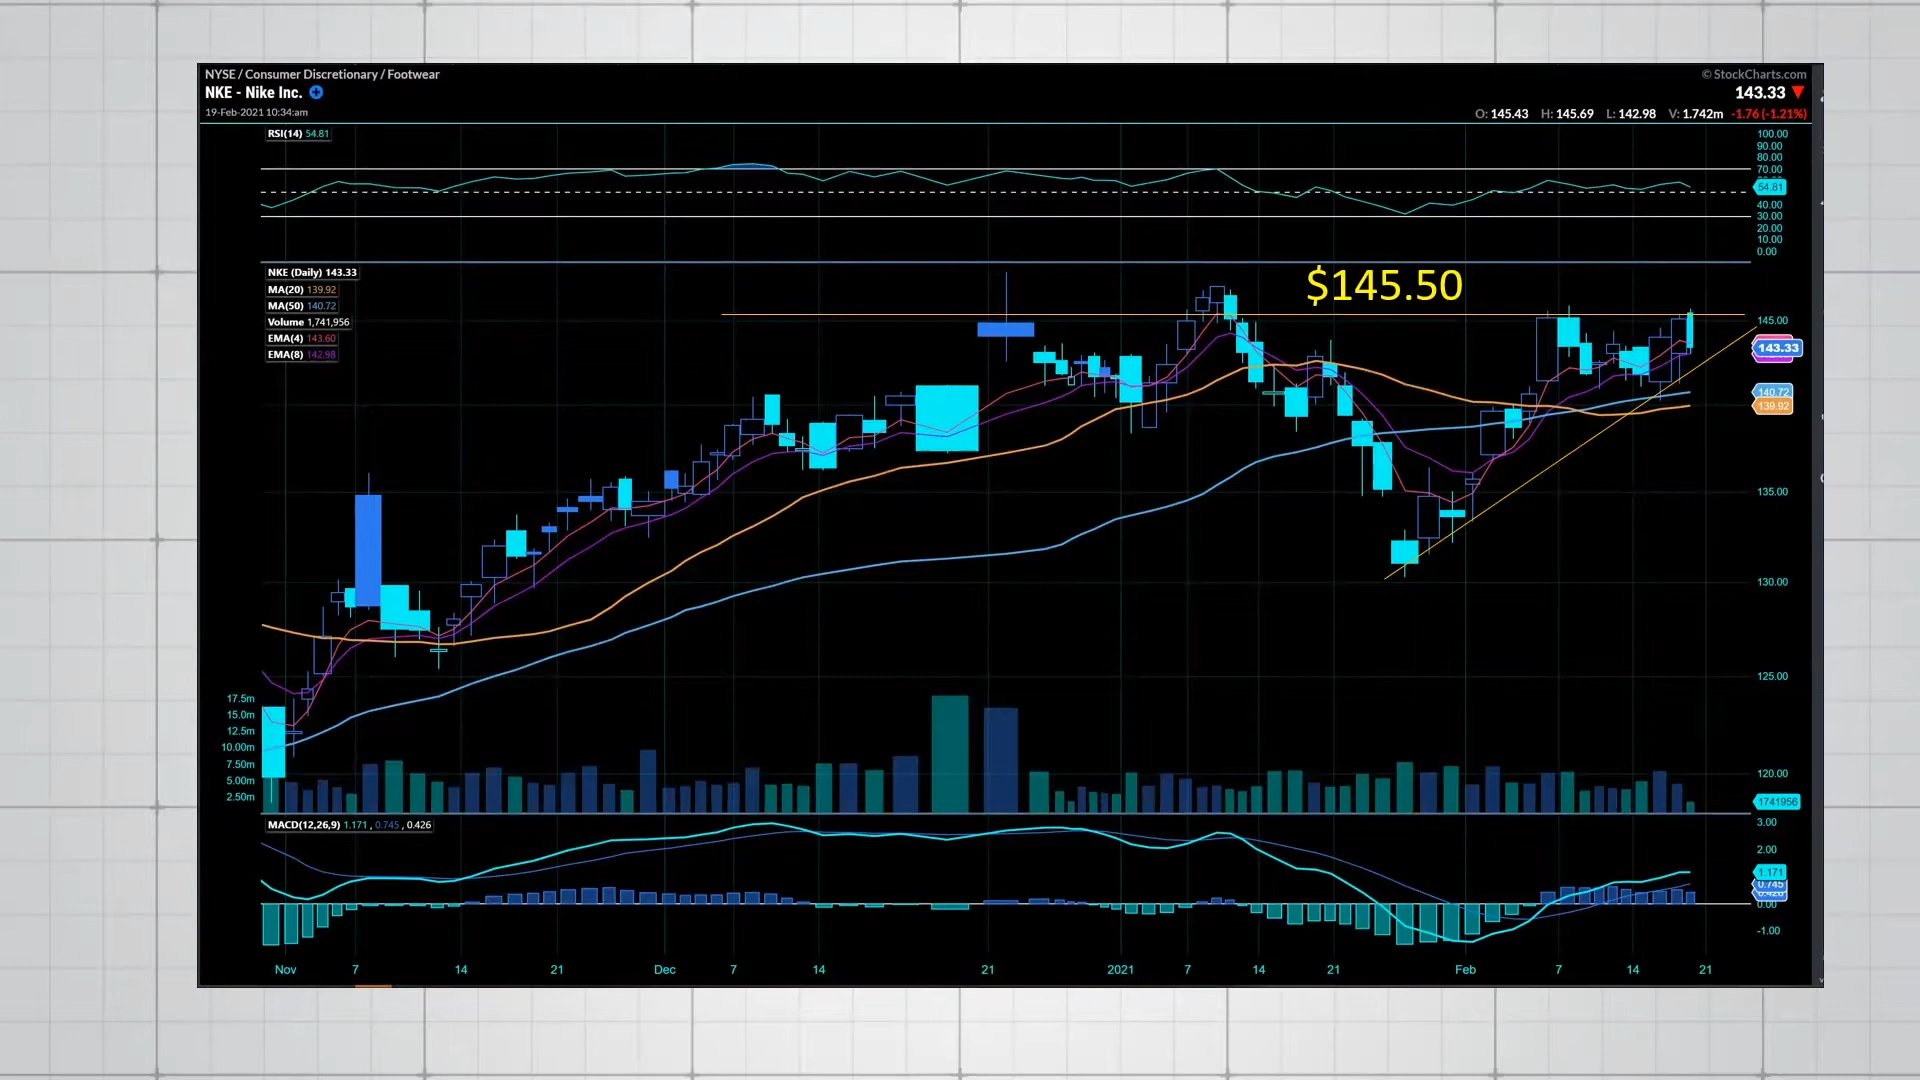 NYSE / Consumer Discretionary / Footwear
© StockCharts.com
NKE - Nike Inc.
143.33
19-Feb-2021 10:34:am
O: 145.43 H: 145.69 L: 142.98 V: 1.742m -1.76 (-1.21%)
RSI(14) 54.81
100.00
90.00
80.00
70.00
54.81
40.00
30.00
20.00
10.00
0.00
NKE (Daily) 143.33
MA(20) 139.92
MA(50) 140.72
Volume 1,741,956
EMA(4) 143.60
EMA(8) 142.98
$145.50
145.00
143.33
140.72
139.92
135.00
130.00
125.00
120.00
1741956
17.5m
15.0m
12.5m
10.00m
7.50m
5.00m
2.50m
MACD(12,26,9) 1.171 , 0.745 , 0.426
3.00
2.00
1.171
0.745
0.00
-1.00
Nov 7 14 21 Dec 7 14 21 2021 7 14 21 Feb 7 14 21